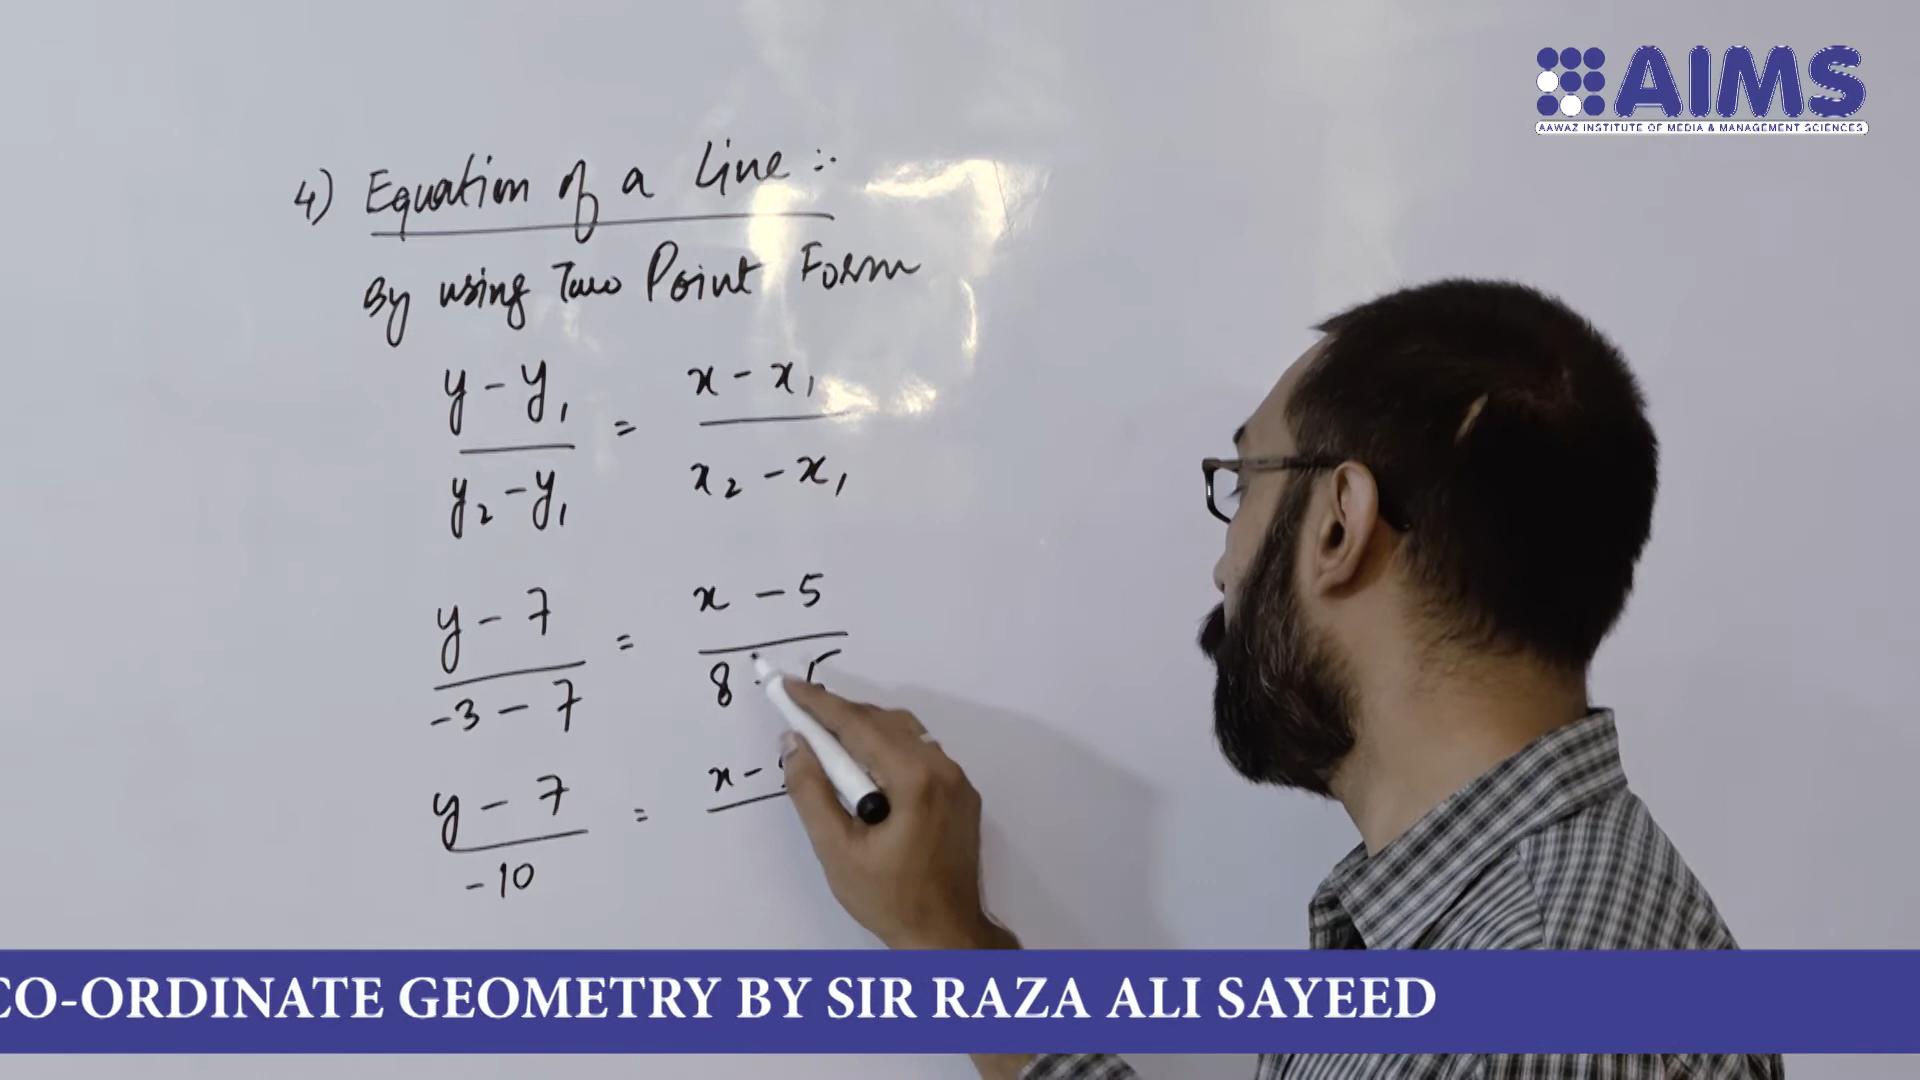 AIMS
AAWAZ INSTITUTE OF MEDIA & MANAGEMENT SCIENCES
4) Equation of a Line :-
By using Two Point Form
y - y₁ / y₂ - y₁ = x - x₁ / x₂ - x₁
y - 7 / -3 - 7 = x - 5 / 8 - 5
y - 7 / -10 = x -
CO-ORDINATE GEOMETRY BY SIR RAZA ALI SAYEED